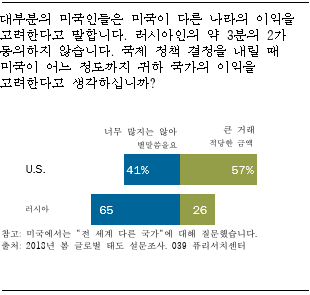 대부분의 미국인들은 미국이 다른 나라의 이익을
고려한다고 말합니다. 러시아인의 약 3분의 2가
동의하지 않습니다. 국제 정책 결정을 내릴 때
미국이 어느 정도까지 귀하 국가의 이익을
고려한다고 생각하십니까?
너무 많지는 않아
별말씀을요
큰 거래
적당한 금액
U.S.
41%
57%
러시아
65
26
참고: 미국에서는 "전 세계 다른 국가"에 대해 질문했습니다.
출처: 2018년 봄 글로벌 태도 설문조사. Q39 퓨리서치센터